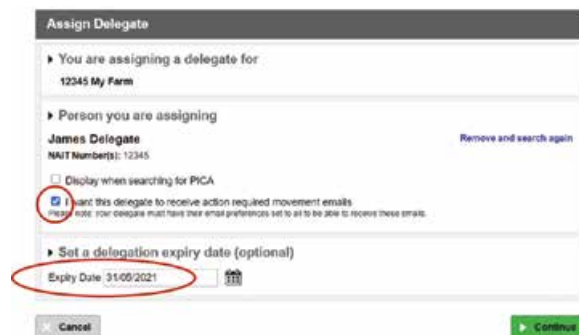 Assign Delegate
You are assigning a delegate for
12345 My Farm
Person you are assigning
James Delegate
Remove and search again
NAIT Number(s): 12345
Display when searching for PICA
I want this delegate to receive action required movement emails
Please note: your delegate must have their email preferences set to all to be able to receive these emails.
Set a delegation expiry date (optional)
Expiry Date 31/05/2021
Cancel
Continue